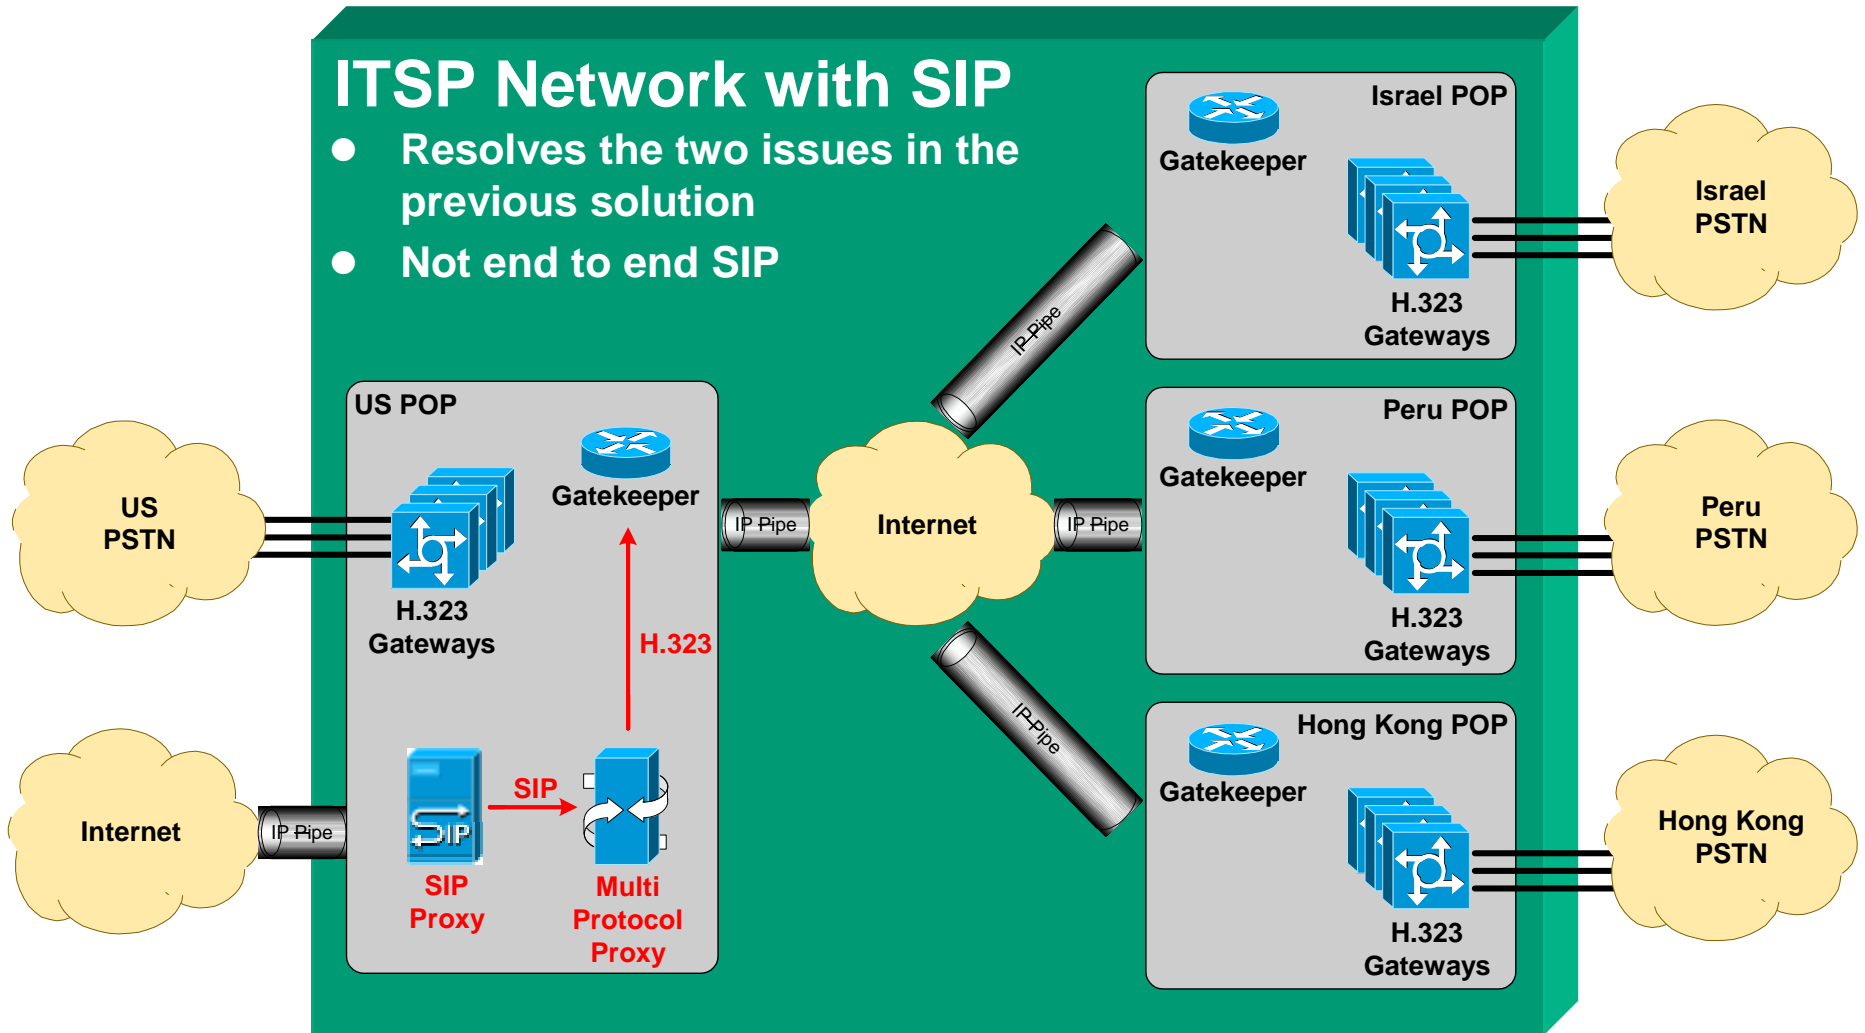 ITSP Network with SIP
Resolves the two issues in the
previous solution
Not end to end SIP
US
PSTN
Internet
IP Pipe
US POP
Gatekeeper
H.323
Gateways
H.323
SIP
SIP
SIP
Proxy
Multi
Protocol
Proxy
IP Pipe
Internet
IP Pipe
IP Pipe
IP Pipe
Israel POP
Gatekeeper
H.323
Gateways
Israel
PSTN
Peru POP
Gatekeeper
H.323
Gateways
Peru
PSTN
Hong Kong POP
Gatekeeper
H.323
Gateways
Hong Kong
PSTN